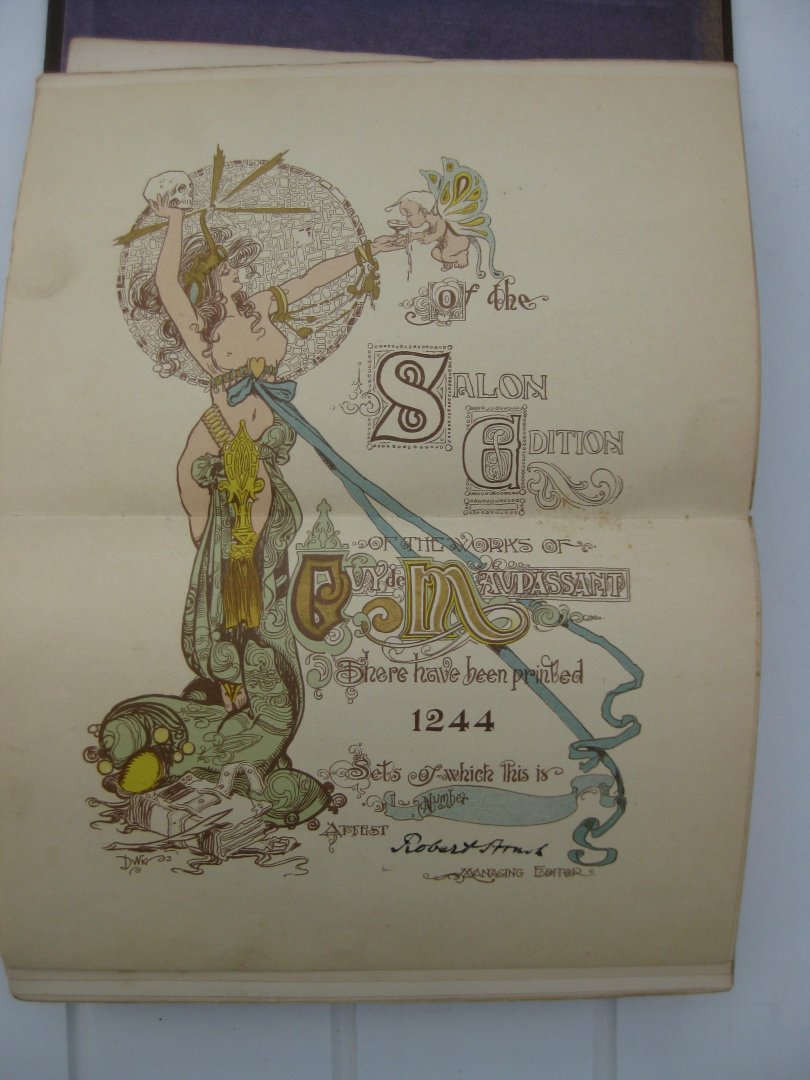 of the
SALON
EDITION
OF THE WORKS OF
GUY de MAUPASSANT
There have been printed
1244
Sets of which this is
Number
ATTEST
Robert Arnot
MANAGING EDITOR